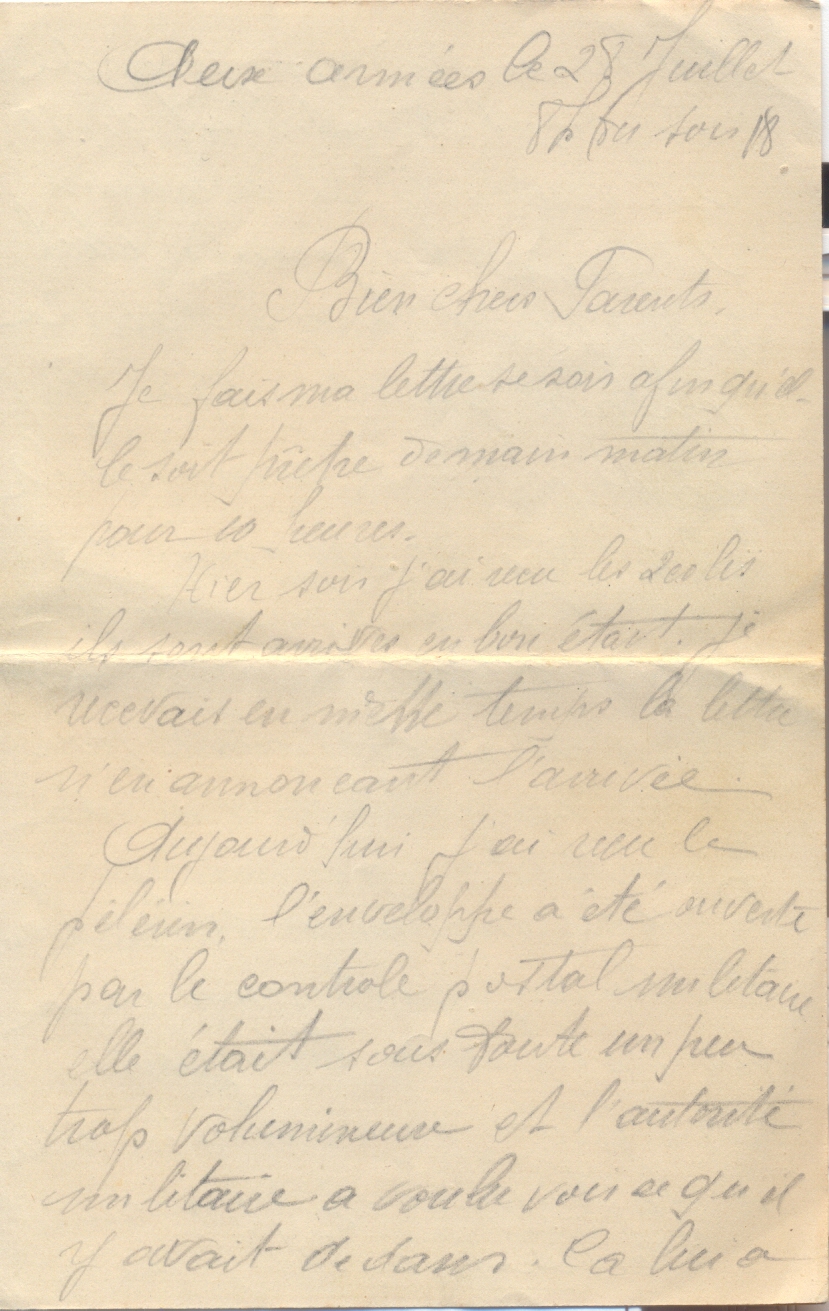 aux armées le 28 Juillet
8h du soir 18
Bien chers Parents,
Je fais ma lettre se soir afin qu'el-
le soit prête demain matin
pour 10 heures.
Hier soir j'ai reçu les colis
ils sont arrivés en bon état. Je
recevais en même temps la lettre
m'en annonçant l'arrivée
Aujourd'hui j'ai reçu le
pélérin, l'enveloppe a été ouverte
par le controle postal militaire
elle était sous doute un peu
trop volumineuse et l'autorité
militaire a voulu voir ce qu'il
y avait dedans. Ca lui a